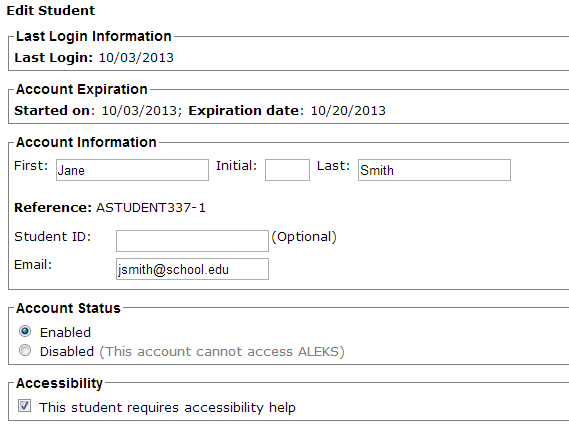 Edit Student
Last Login Information
Last Login: 10/03/2013
Account Expiration
Started on: 10/03/2013; Expiration date: 10/20/2013
Account Information
First: Jane Initial: Last: Smith
Reference: ASTUDENT337-1
Student ID: (Optional)
Email: jsmith@school.edu
Account Status
Enabled
Disabled (This account cannot access ALEKS)
Accessibility
This student requires accessibility help